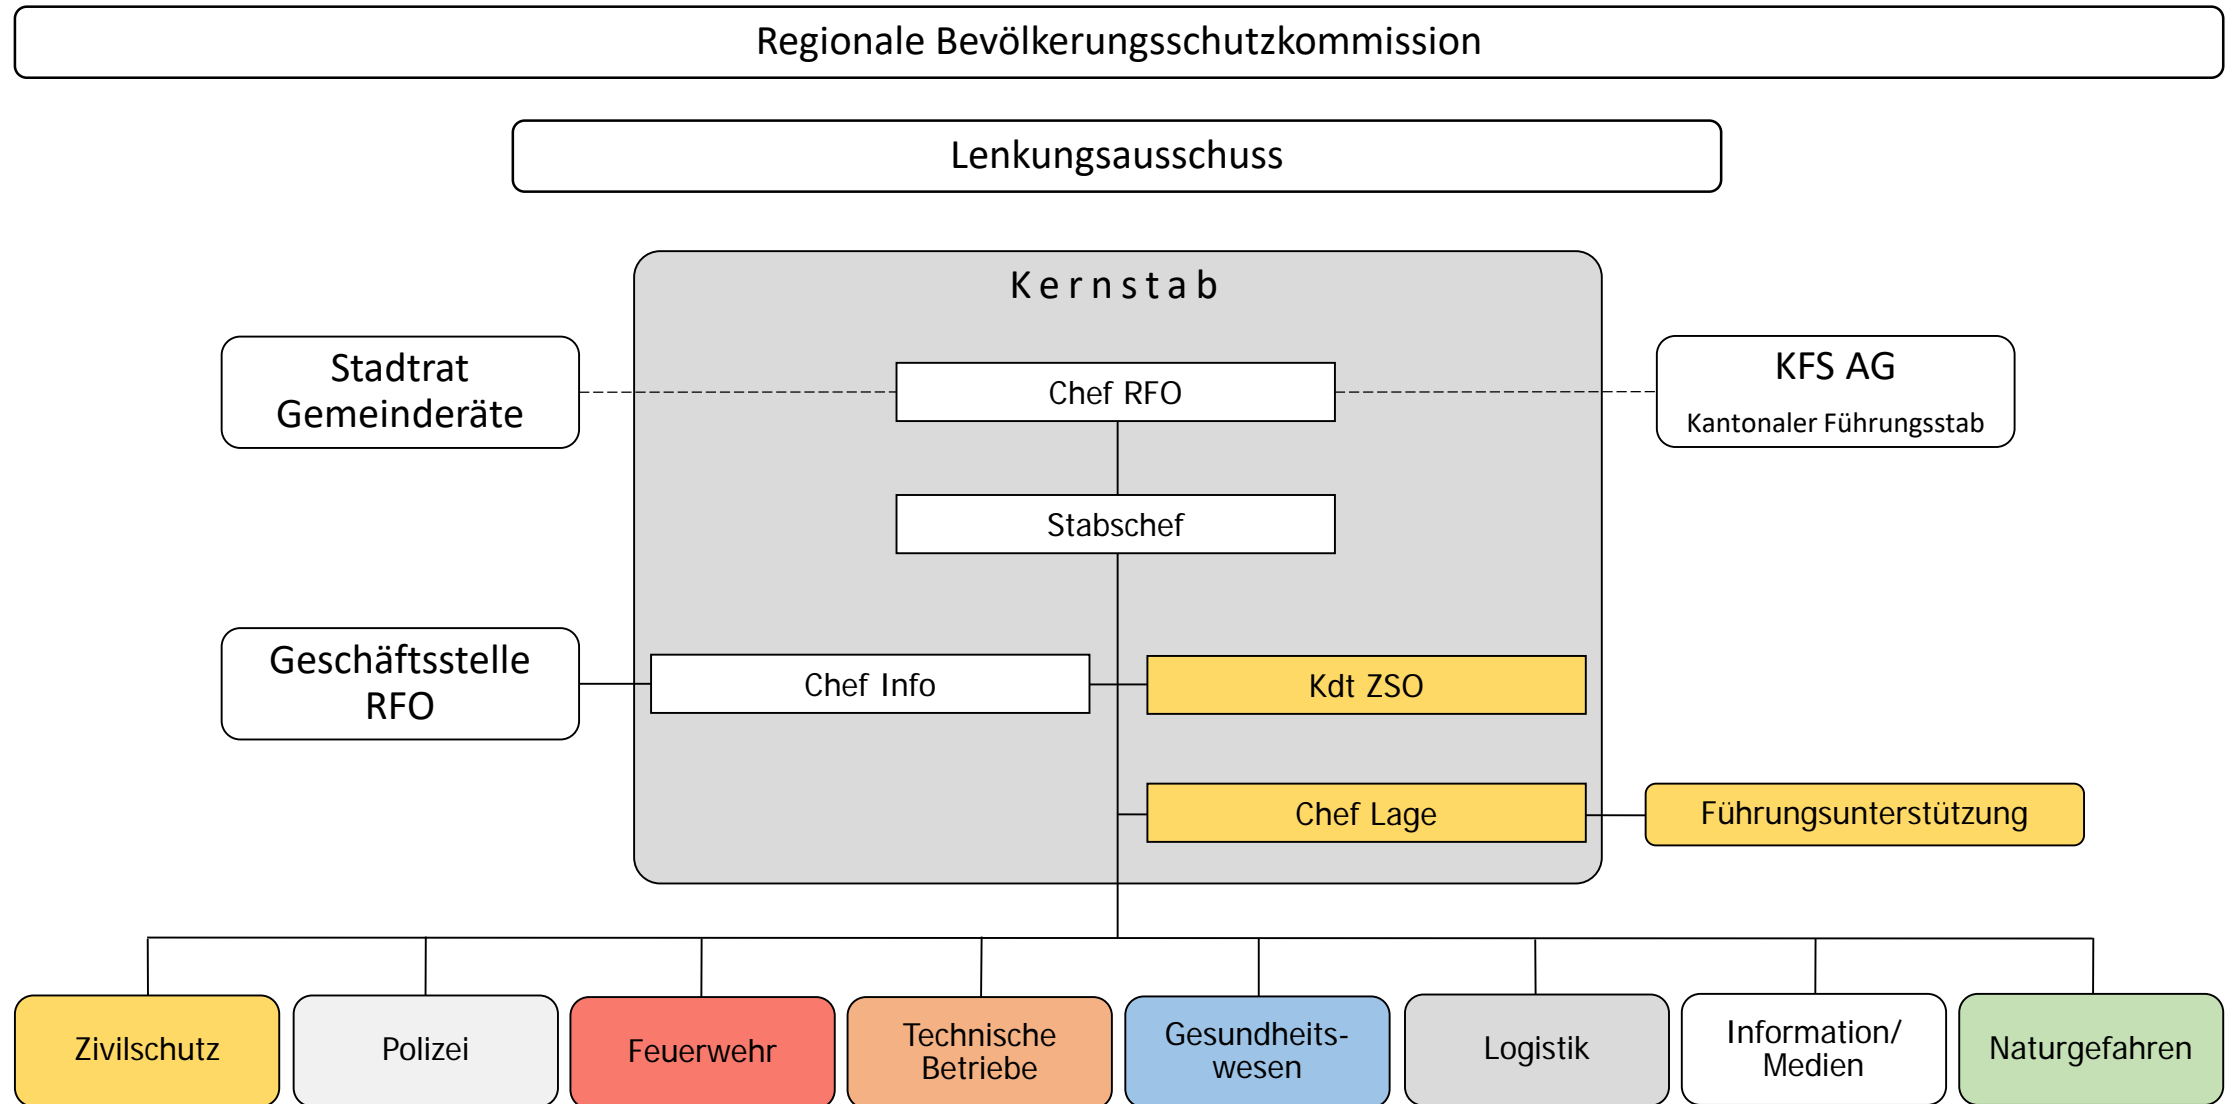 Regionale Bevölkerungsschutzkommission
Lenkungsausschuss
Kernstab
Stadtrat
Gemeinderäte
Chef RFO
KFS AG
Kantonaler Führungsstab
Stabschef
Geschäftsstelle
RFO
Chef Info
Kdt ZSO
Chef Lage
Führungsunterstützung
Zivilschutz
Polizei
Feuerwehr
Technische
Betriebe
Gesundheits-
wesen
Logistik
Information/
Medien
Naturgefahren